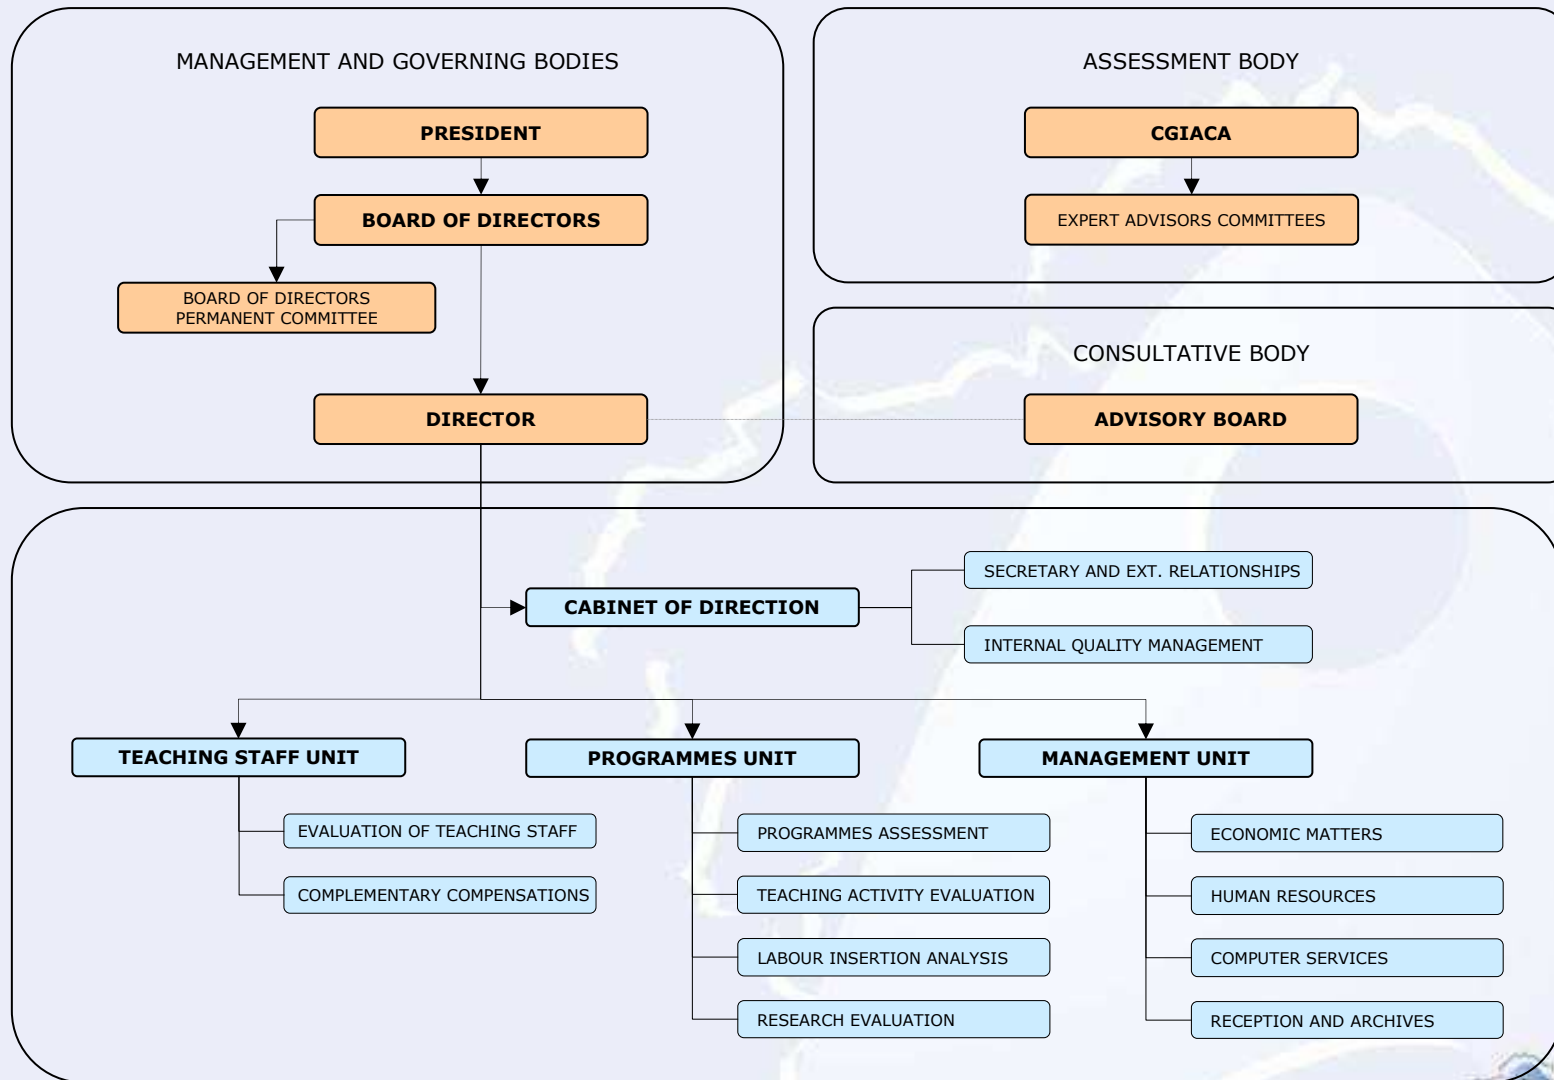 MANAGEMENT AND GOVERNING BODIES
PRESIDENT
BOARD OF DIRECTORS
BOARD OF DIRECTORS
PERMANENT COMMITTEE
DIRECTOR
ASSESSMENT BODY
CGIACA
EXPERT ADVISORS COMMITTEES
CONSULTATIVE BODY
ADVISORY BOARD
CABINET OF DIRECTION
SECRETARY AND EXT. RELATIONSHIPS
INTERNAL QUALITY MANAGEMENT
TEACHING STAFF UNIT
EVALUATION OF TEACHING STAFF
COMPLEMENTARY COMPENSATIONS
PROGRAMMES UNIT
PROGRAMMES ASSESSMENT
TEACHING ACTIVITY EVALUATION
LABOUR INSERTION ANALYSIS
RESEARCH EVALUATION
MANAGEMENT UNIT
ECONOMIC MATTERS
HUMAN RESOURCES
COMPUTER SERVICES
RECEPTION AND ARCHIVES